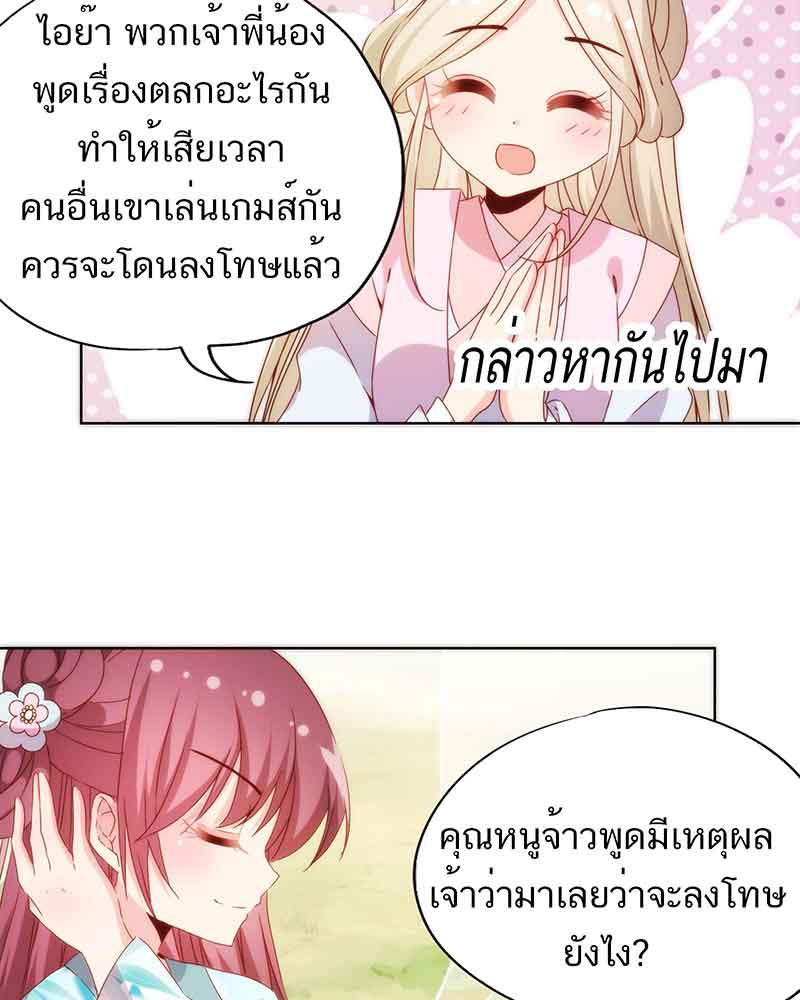 ไอย๊า พวกเจ้าพี่น้อง
พูดเรื่องตลกอะไรกัน
ทำให้เสียเวลา
คนอื่นเขาเล่นเกมส์กัน
ควรจะโดนลงโทษแล้ว
กล่าวหากันไปมา
คุณหนูจ้าวพูดมีเหตุผล
เจ้าว่ามาเลยว่าจะลงโทษ
ยังไง?